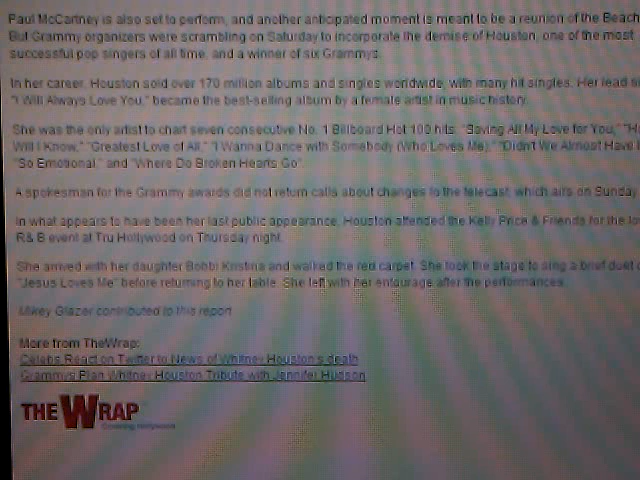 Paul McCartney is also set to perform, and another anticipated moment is meant to be a reunion of the Beach
But Grammy organizers were scrambling on Saturday to incorporate the demise of Houston, one of the most
successful pop singers of all time, and a winner of six Grammys.
In her career, Houston sold over 170 million albums and singles worldwide, with many hit singles. Her lead
"I Will Always Love You," became the best-selling album by a female artist in music history.
She was the only artist to chart seven consecutive No. 1 Billboard Hot 100 hits: "Saving All My Love for You,"
Will I Know," "Greatest Love of All," "I Wanna Dance with Somebody (Who Loves Me)," "Didn't We Almost Have
"So Emotional," and "Where Do Broken Hearts Go".
A spokesman for the Grammy awards did not return calls about changes to the telecast, which airs on Sunday
In what appears to have been her last public appearance, Houston attended the Kelly Price & Friends for the
R&B event at Tru Hollywood on Thursday night.
She arrived with her daughter Bobbi Kristina and walked the red carpet. She took the stage to sing a brief duet
"Jesus Loves Me" before returning to her table. She left with her entourage after the performances.
Mikey Glazer contributed to this report
More from TheWrap:
Celebs React on Twitter to News of Whitney Houston's death
Grammys Plan Whitney Houston Tribute with Jennifer Hudson
THE WRAP
Covering Hollywood